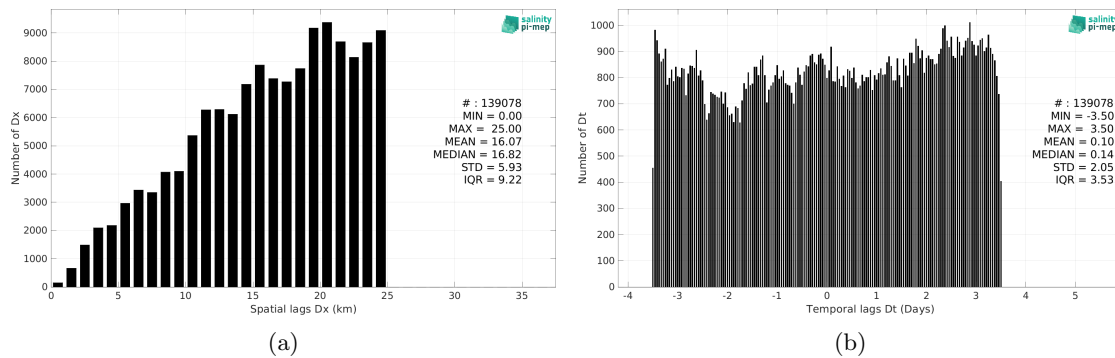 salinity
pi-mep
9000
8000
7000
6000
5000
4000
3000
2000
1000
0
Number of Dx
# : 139078
MIN = 0.00
MAX = 25.00
MEAN = 16.07
MEDIAN = 16.82
STD = 5.93
IQR = 9.22
0 5 10 15 20 25 30 35
Spatial lags Dx (km)
(a)
salinity
pi-mep
1000
900
800
700
600
500
400
300
200
100
0
Number of Dt
# : 139078
MIN = -3.50
MAX = 3.50
MEAN = 0.10
MEDIAN = 0.14
STD = 2.05
IQR = 3.53
-4 -3 -2 -1 0 1 2 3 4 5
Temporal lags Dt (Days)
(b)